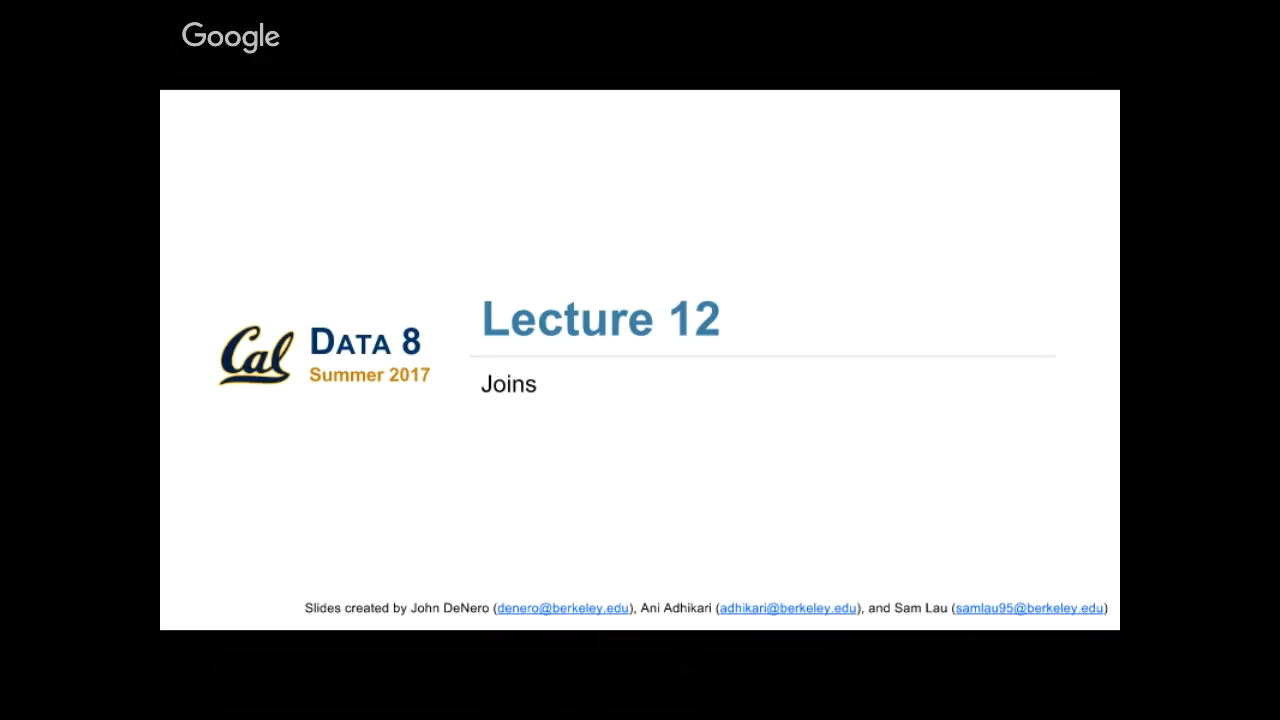 Google
Lecture 12
Cal
DATA 8
Summer 2017
Joins
Slides created by John DeNero (denero@berkeley.edu), Ani Adhikari (adhikari@berkeley.edu), and Sam Lau (samlau95@berkeley.edu)